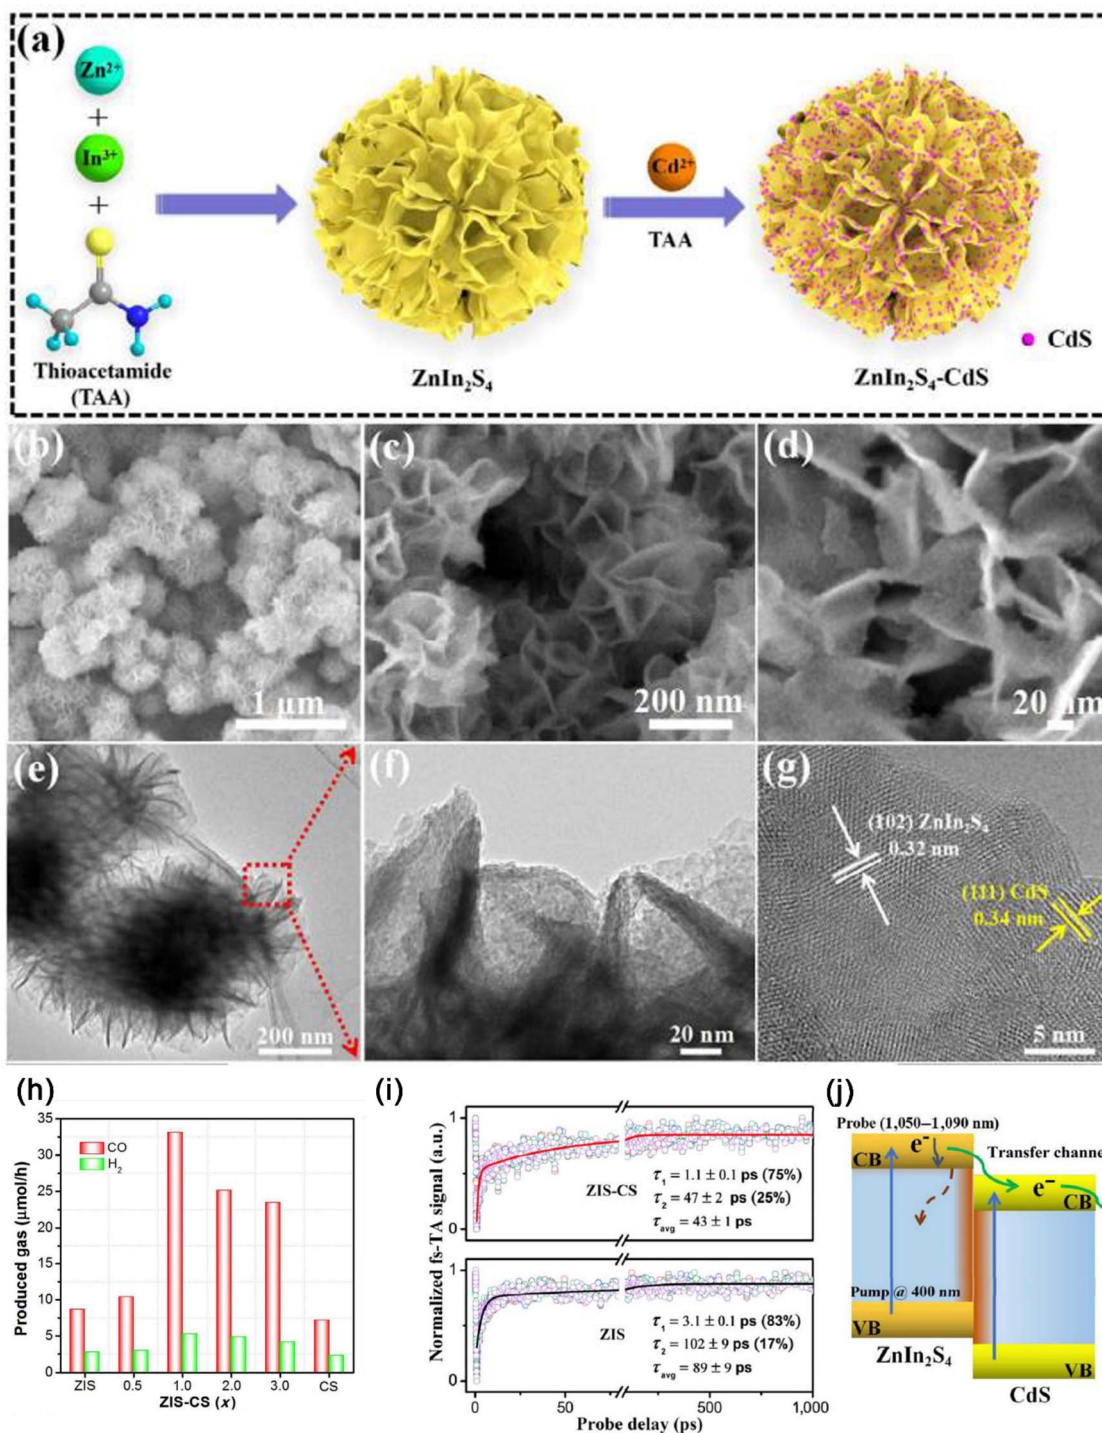 (a)
Zn²⁺
+
In³⁺
+
Thioacetamide
(TAA)
ZnIn₂S₄
Cd²⁺
TAA
CdS
ZnIn₂S₄-CdS
(b)
1 µm
(c)
200 nm
(d)
20 nm
(e)
200 nm
(f)
20 nm
(g)
(102) ZnIn₂S₄
0.32 nm
(111) CdS
0.34 nm
5 nm
(h)
Produced gas (µmol/h)
35
30
25
20
15
10
5
0
CO
H₂
ZIS 0.5 1.0 2.0 3.0 CS
ZIS-CS (x)
(i)
Normalized fs-TA signal (a.u.)
1
0
ZIS-CS
τ₁ = 1.1 ± 0.1 ps (75%)
τ₂ = 47 ± 2 ps (25%)
τavg = 43 ± 1 ps
1
0
ZIS
τ₁ = 3.1 ± 0.1 ps (83%)
τ₂ = 102 ± 9 ps (17%)
τavg = 89 ± 9 ps
0 50 500 1,000
Probe delay (ps)
(j)
Probe (1,050–1,090 nm)
CB e⁻ Transfer channel
e⁻ CB
Pump @ 400 nm
VB
ZnIn₂S₄
VB
CdS